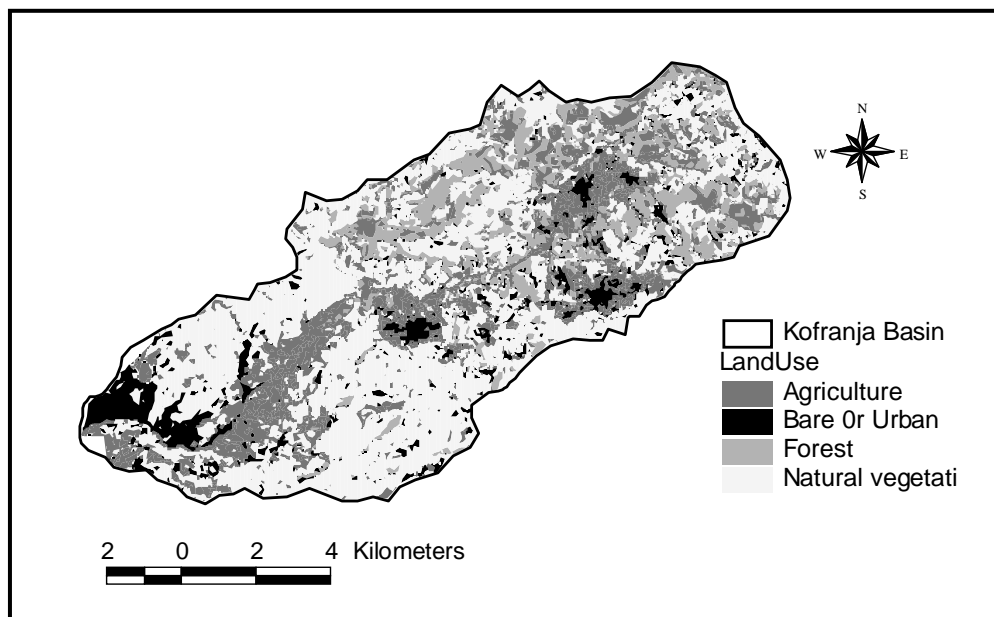 N
W E
S
Kofranja Basin
LandUse
Agriculture
Bare 0r Urban
Forest
Natural vegetati
2 0 2 4 Kilometers